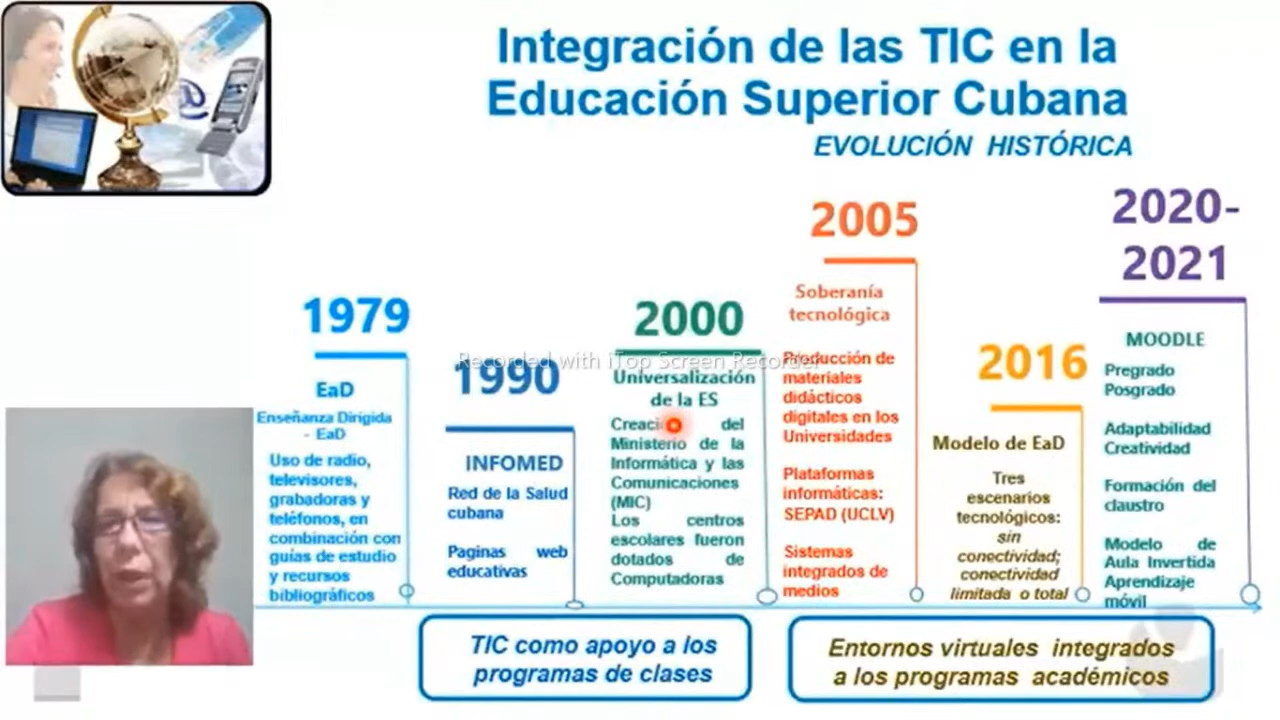 Integración de las TIC en la
Educación Superior Cubana
EVOLUCIÓN HISTÓRICA
1979
EaD
Enseñanza Dirigida
- EaD
Uso de radio,
televisores,
grabadoras y
teléfonos, en
combinación con
guías de estudio
y recursos
bibliográficos
1990
INFOMED
Red de la Salud
cubana
Paginas web
educativas
2000
Recorded with iTop Screen Recorder
Universalización
de la ES
del
Ministerio de la
Informática y las
Comunicaciones
(MIC)
Los centros
escolares fueron
dotados de
Computadoras
2005
Soberanía
tecnológica
Producción de
materiales
didácticos
digitales en los
Universidades
Plataformas
informáticas:
SEPAD (UCLV)
Sistemas
integrados de
medios
2016
Modelo de EaD
Tres
escenarios
tecnológicos:
sin
conectividad;
conectividad
limitada o total
2020-
2021
MOODLE
Pregrado
Posgrado
Adaptabilidad
Creatividad
Formación del
claustro
Modelo de
Aula Invertida
Aprendizaje
móvil
TIC como apoyo a los
programas de clases
Entornos virtuales integrados
a los programas académicos